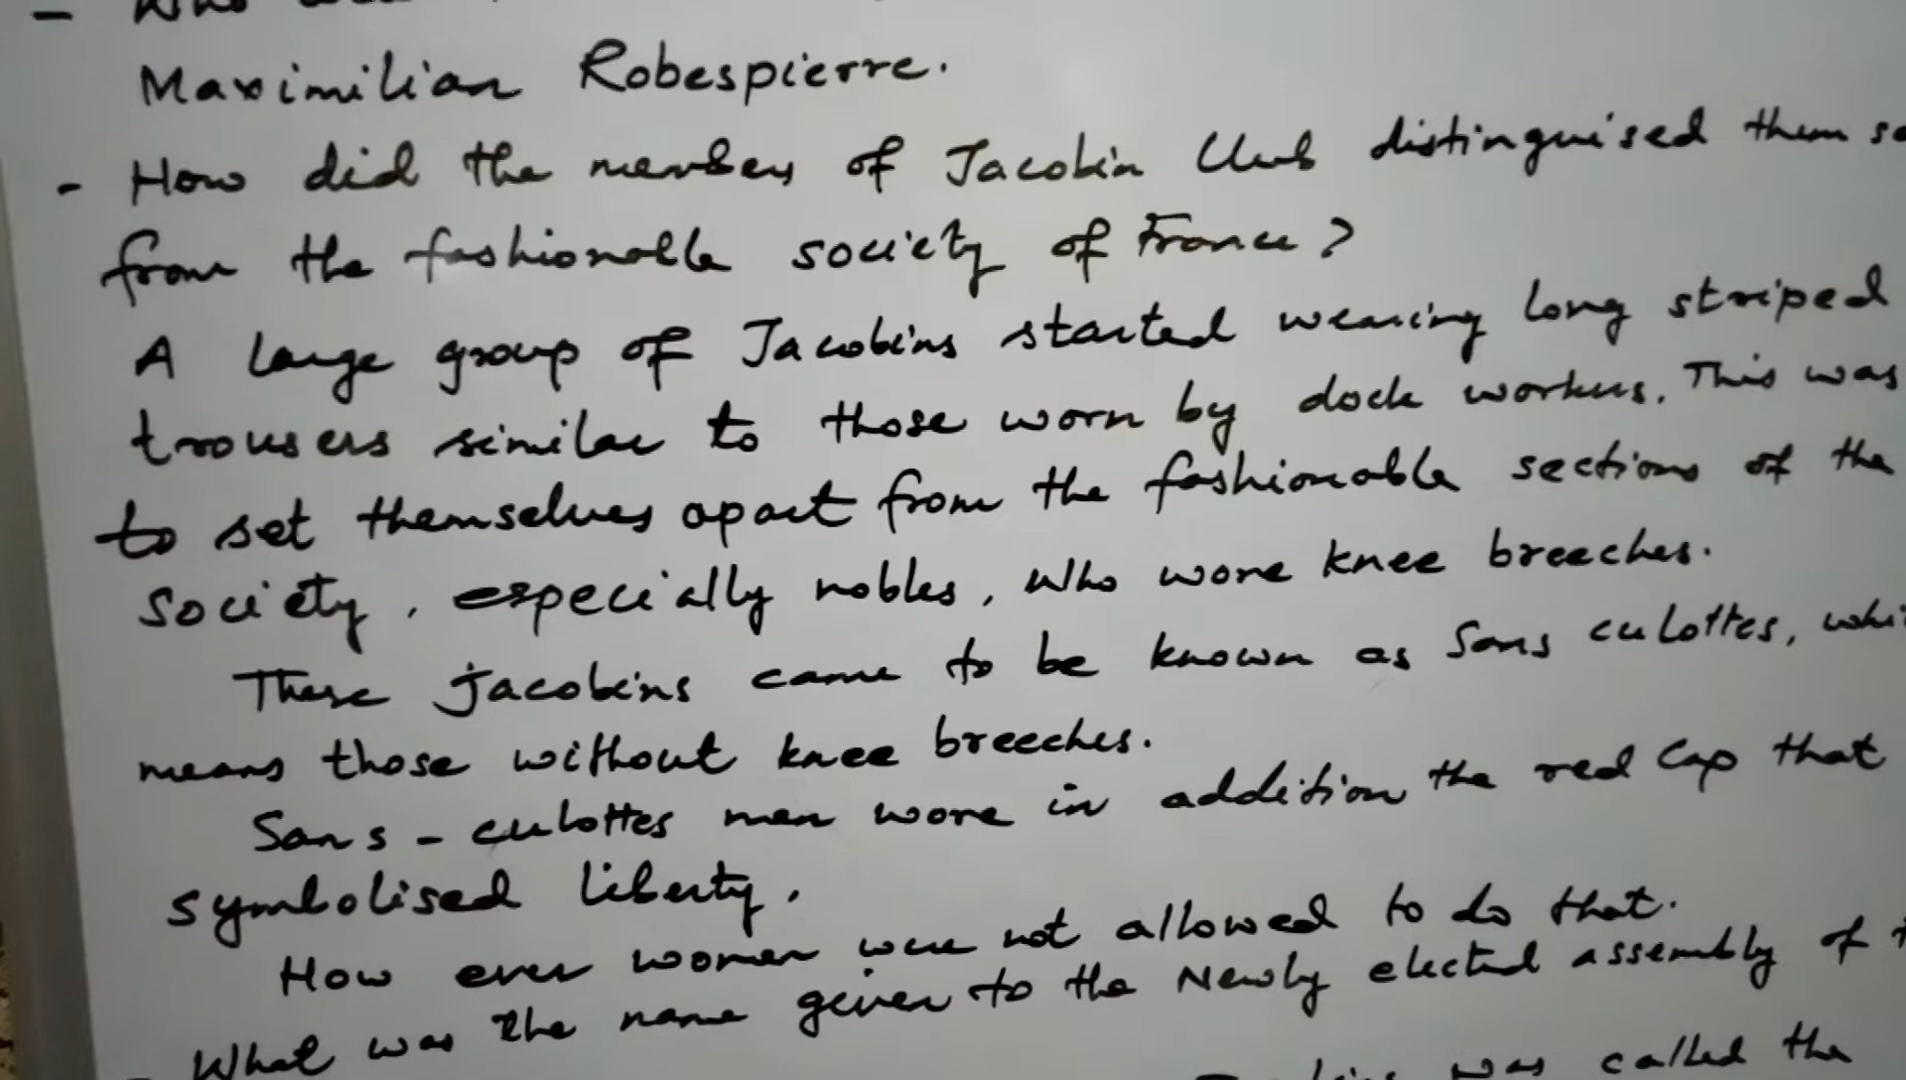 - Who
Maximilian Robespierre.
- How did the members of Jacobin Club distinguised them
from the fashionable society of France?
A large group of Jacobins started wearing long striped
trousers similar to those worn by dock workers. This was
to set themselves apart from the fashionable sections of the
society, especially nobles, who wore knee breeches.
These Jacobins came to be known as Sans culottes, whi
means those without knee breeches.
Sans-culottes men wore in addition the red Cap that
symbolised liberty.
How ever women were not allowed to do that.
- What was the name given to the Newly elected assembly of
was called the